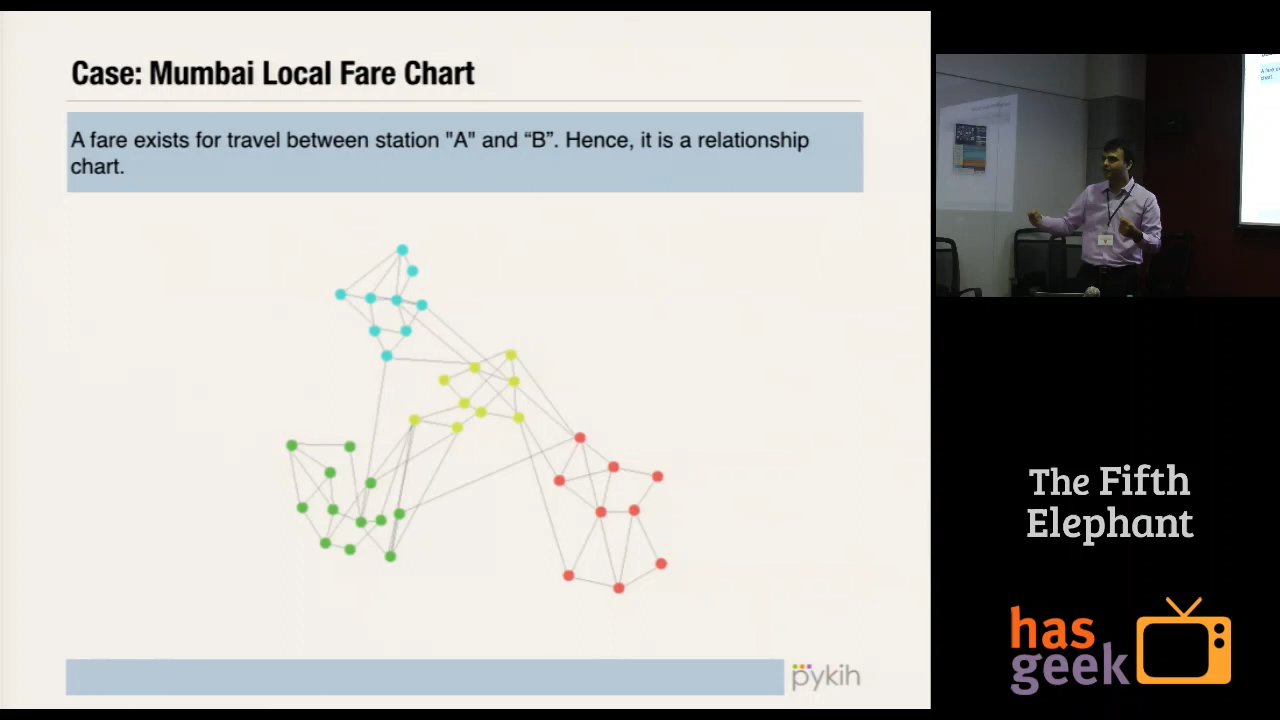 Case: Mumbai Local Fare Chart
A fare exists for travel between station "A" and “B”. Hence, it is a relationship
chart.
pykih
The Fifth
Elephant
has
geek